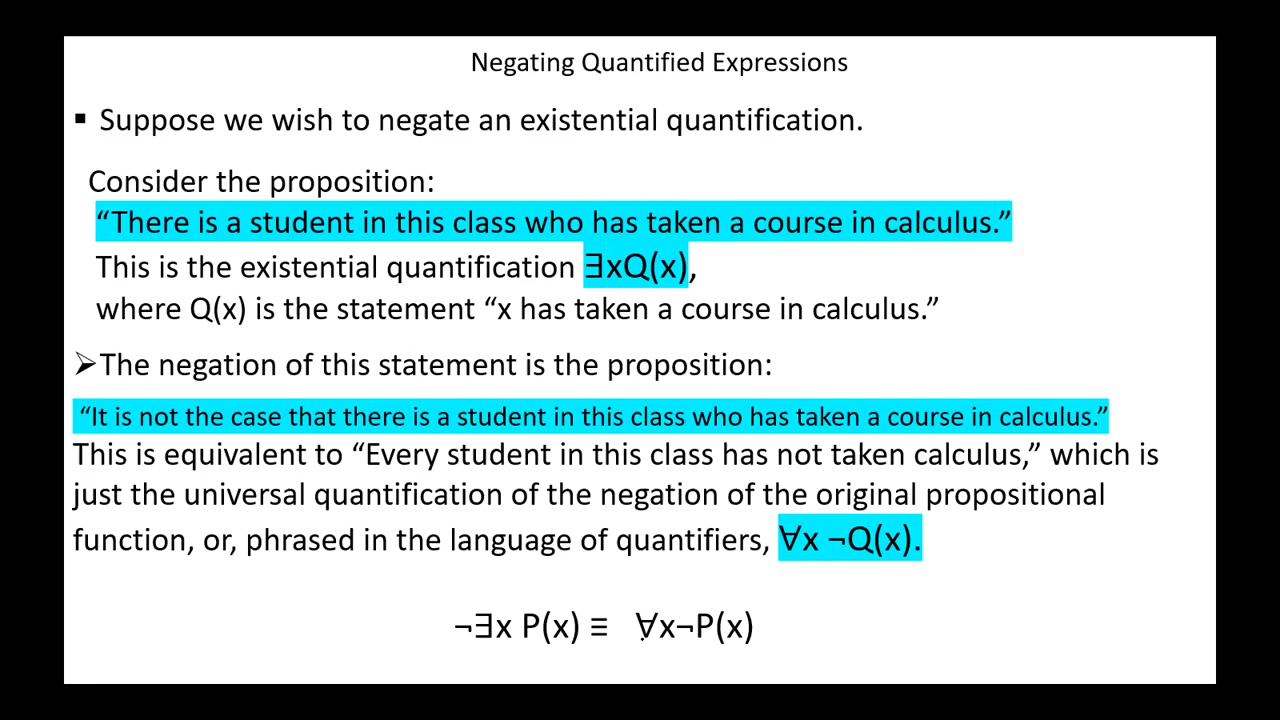 Negating Quantified Expressions
▪ Suppose we wish to negate an existential quantification.
Consider the proposition:
“There is a student in this class who has taken a course in calculus.”
This is the existential quantification ∃xQ(x),
where Q(x) is the statement “x has taken a course in calculus.”
➢The negation of this statement is the proposition:
“It is not the case that there is a student in this class who has taken a course in calculus.”
This is equivalent to “Every student in this class has not taken calculus,” which is
just the universal quantification of the negation of the original propositional
function, or, phrased in the language of quantifiers, ∀x ¬Q(x).
¬∃x P(x) ≡ ∀x¬P(x)